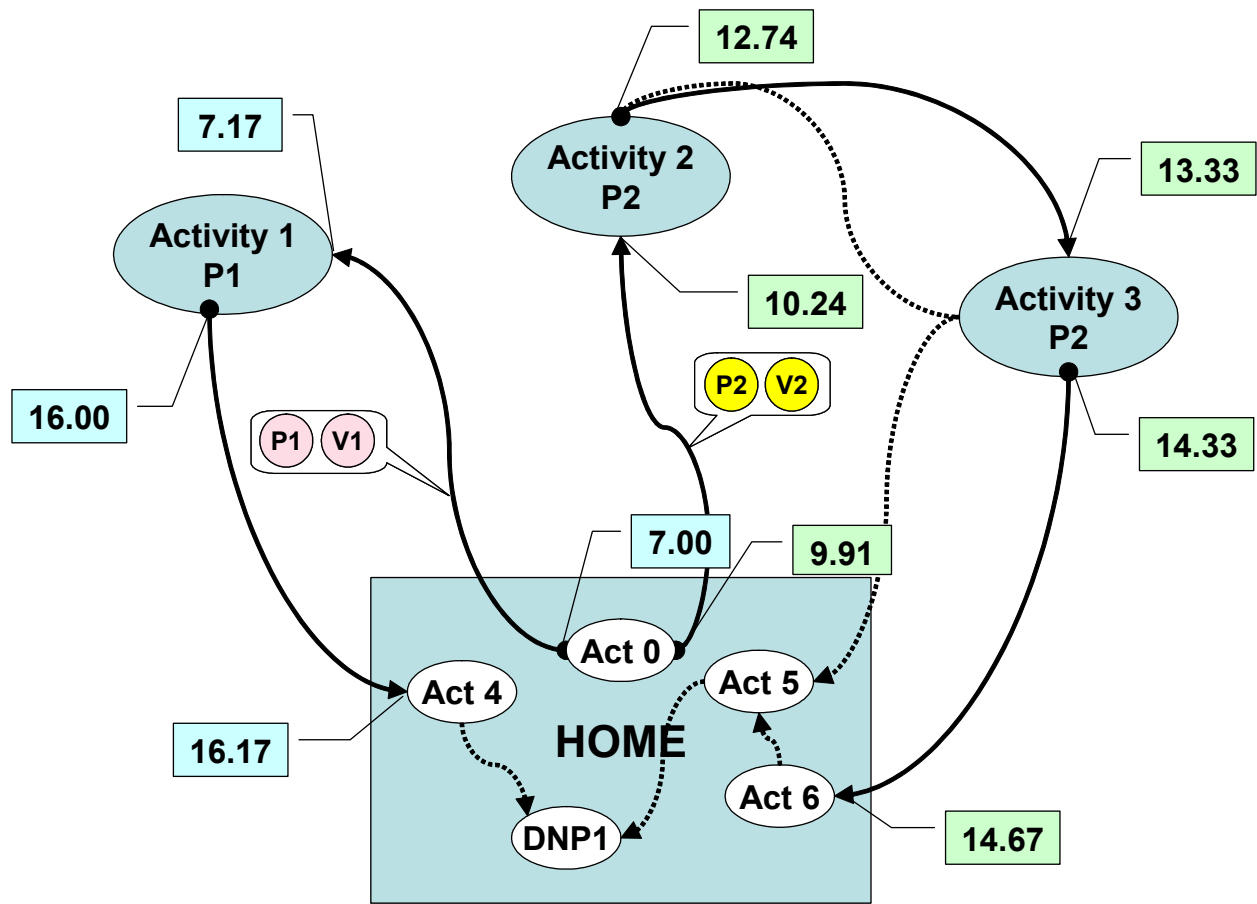 12.74
7.17
Activity 2
P2
13.33
Activity 1
P1
10.24
Activity 3
P2
P2 V2
16.00
P1 V1
14.33
7.00
9.91
Act 0
Act 4
Act 5
16.17
HOME
Act 6
DNP1
14.67